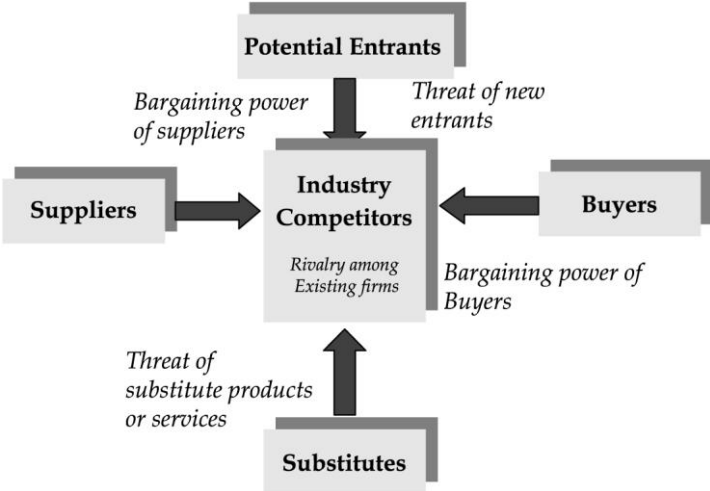 Potential Entrants
Bargaining power
of suppliers
Threat of new
entrants
Suppliers
Industry
Competitors
Rivalry among
Existing firms
Buyers
Bargaining power of
Buyers
Threat of
substitute products
or services
Substitutes